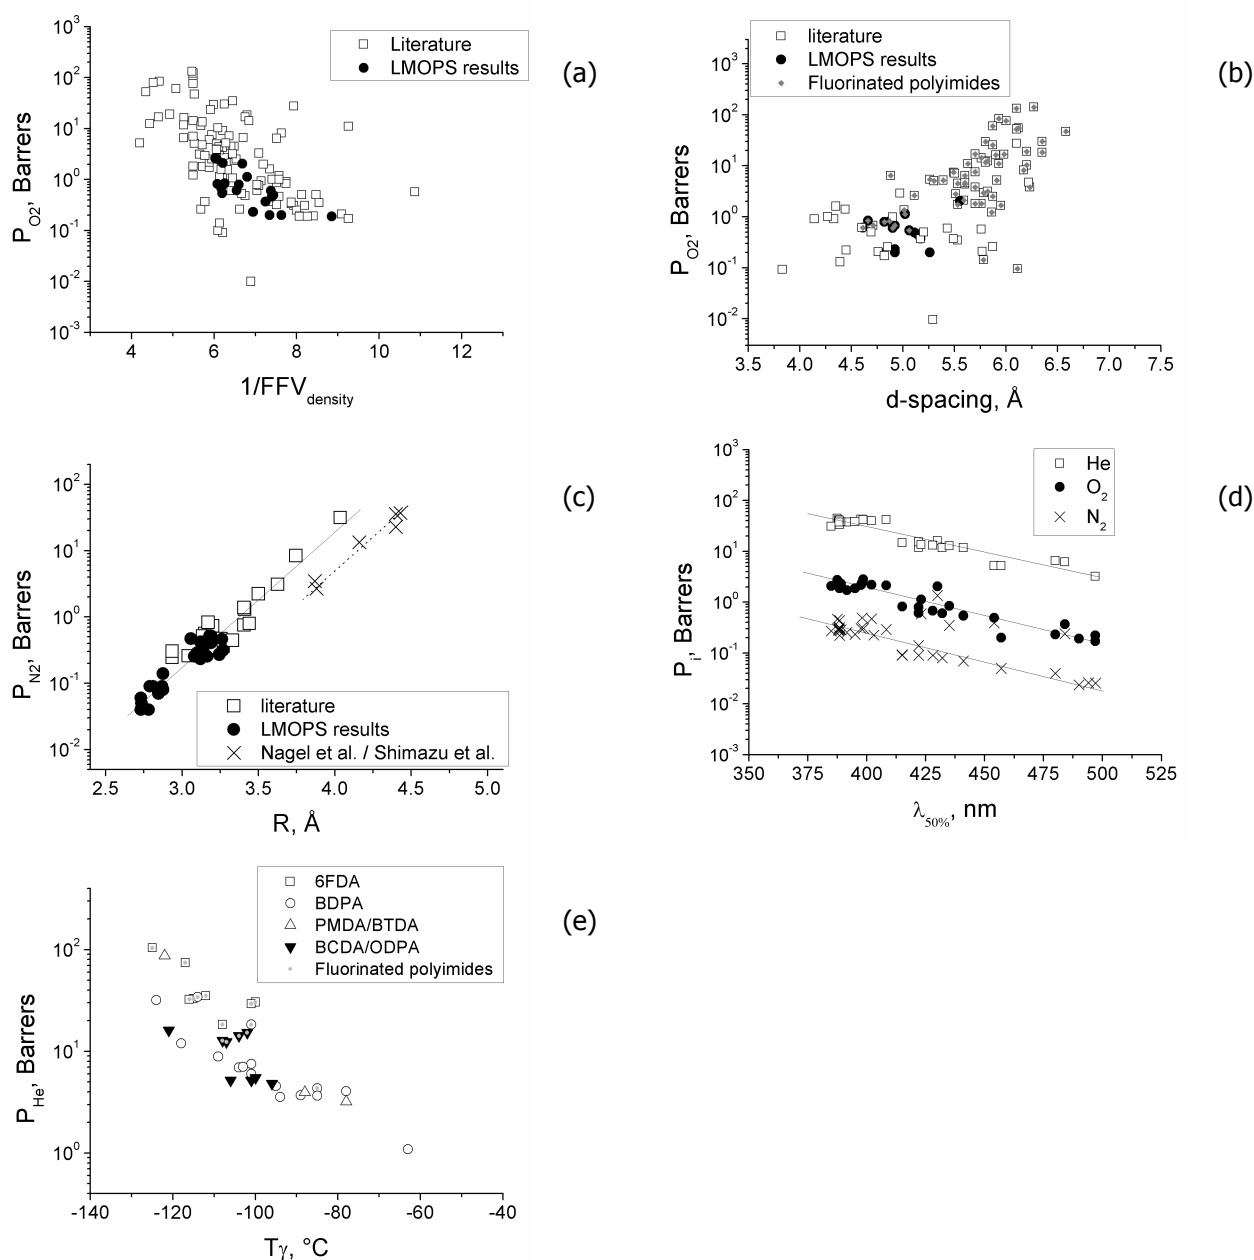 10³
10²
10¹
10⁰
10⁻¹
10⁻²
10⁻³
P_O2, Barrers
Literature
LMOPS results
4 6 8 10 12
1/FFV_density
(a)
10³
10²
10¹
10⁰
10⁻¹
10⁻²
P_O2, Barrers
literature
LMOPS results
Fluorinated polyimides
3.5 4.0 4.5 5.0 5.5 6.0 6.5 7.0 7.5
d-spacing, Å
(b)
10²
10¹
10⁰
10⁻¹
10⁻²
P_N2, Barrers
literature
LMOPS results
Nagel et al. / Shimazu et al.
2.5 3.0 3.5 4.0 4.5 5.0
R, Å
(c)
10³
10²
10¹
10⁰
10⁻¹
10⁻²
10⁻³
P_i, Barrers
He
O₂
N₂
350 375 400 425 450 475 500 525
λ_50%, nm
(d)
10²
10¹
10⁰
P_He, Barrers
6FDA
BDPA
PMDA/BTDA
BCDA/ODPA
Fluorinated polyimides
-140 -120 -100 -80 -60 -40
Tγ, °C
(e)